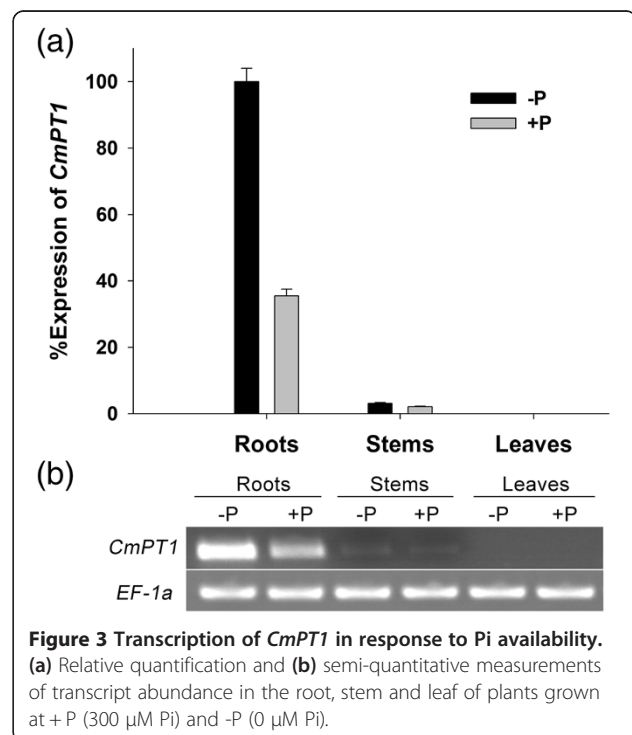 (a)
%Expression of CmPT1
100
80
60
40
20
0
-P
+P
Roots Stems Leaves
(b)
Roots Stems Leaves
-P +P -P +P -P +P
CmPT1
EF-1a
Figure 3 Transcription of CmPT1 in response to Pi availability.
(a) Relative quantification and (b) semi-quantitative measurements
of transcript abundance in the root, stem and leaf of plants grown
at + P (300 μM Pi) and -P (0 μM Pi).